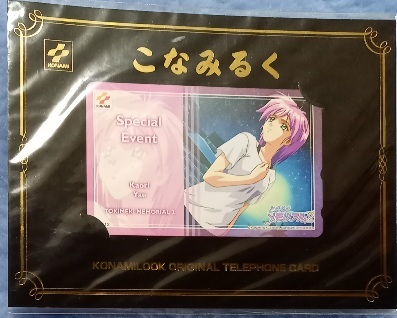 KONAMI
こなみるく
KONAMI
Special
Event
Kaori
Yae
TOKIMEKI MEMORIAL 2
KONAMILOOK ORIGINAL TELEPHONE CARD